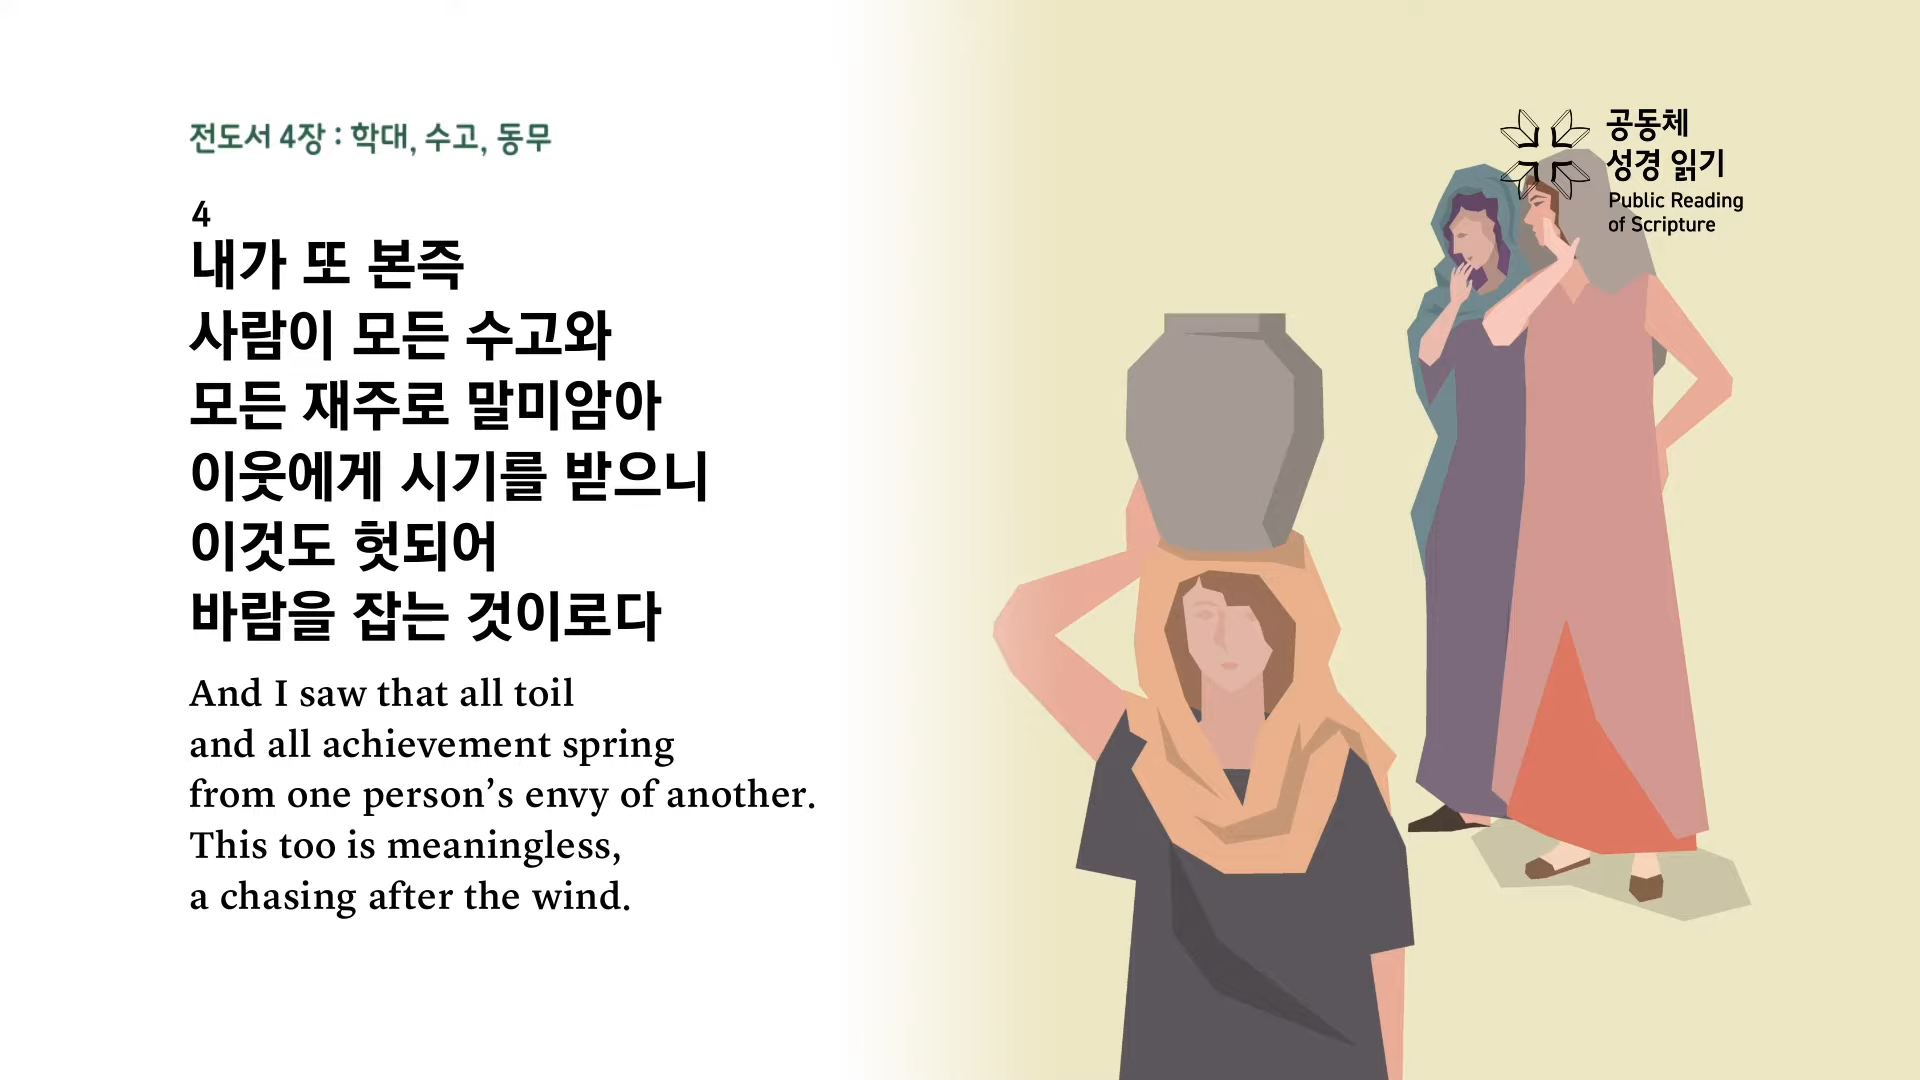 전도서 4장 : 학대, 수고, 동무
4
내가 또 본즉
사람이 모든 수고와
모든 재주로 말미암아
이웃에게 시기를 받으니
이것도 헛되어
바람을 잡는 것이로다
And I saw that all toil
and all achievement spring
from one person’s envy of another.
This too is meaningless,
a chasing after the wind.
공동체
성경 읽기
Public Reading
of Scripture